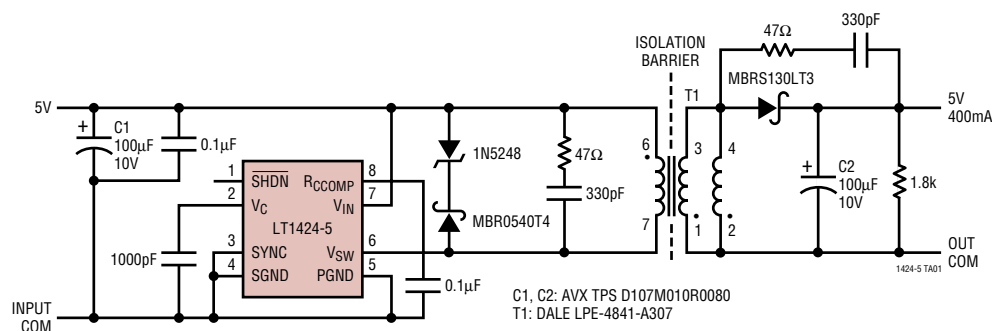 330pF
47Ω
ISOLATION
BARRIER
MBRS130LT3
T1
5V
5V
400mA
+
C1
100µF
10V
0.1µF
1N5248
47Ω
6
3
4
1
SHDN
RCCOMP
8
2
VC
VIN
7
LT1424-5
330pF
MBR0540T4
+
C2
100µF
10V
1.8k
1000pF
3
SYNC
VSW
6
4
SGND
PGND
5
7
1
2
0.1µF
OUT
COM
1424-5 TA01
INPUT
COM
C1, C2: AVX TPS D107M010R0080
T1: DALE LPE-4841-A307